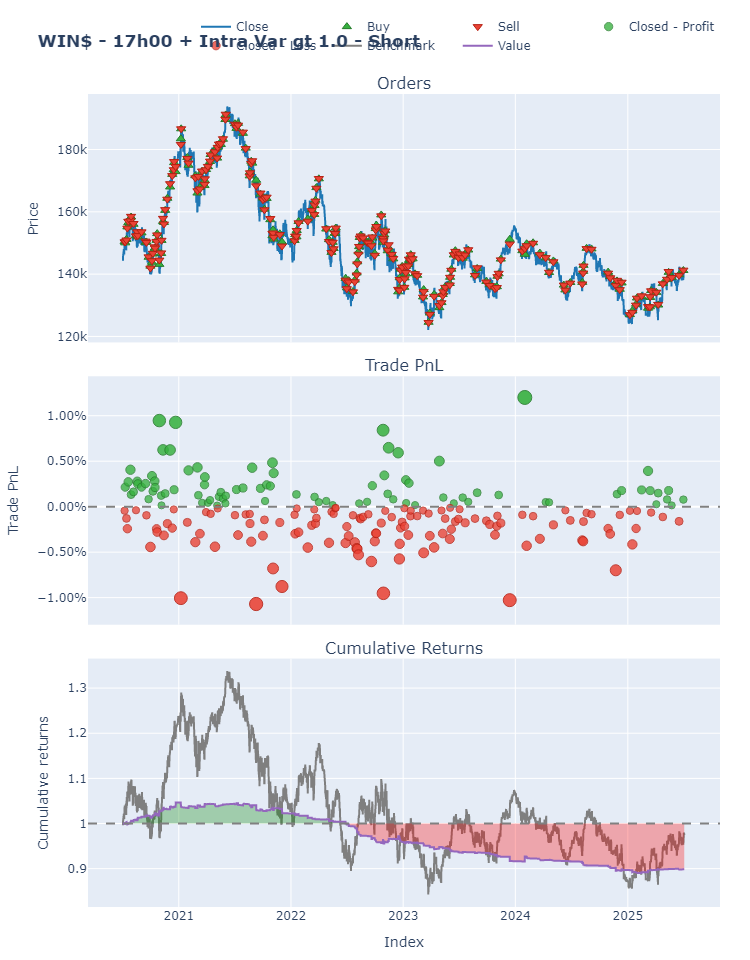 Close Buy Sell Closed - Profit
WIN$ - 17h00 + Intra Var gt 1.0 - Short
Closed - Loss Benchmark Value
Orders
180k
160k
140k
120k
Price
Trade PnL
1.00%
0.50%
0.00%
−0.50%
−1.00%
Trade PnL
Cumulative Returns
1.3
1.2
1.1
1
0.9
Cumulative returns
2021 2022 2023 2024 2025
Index